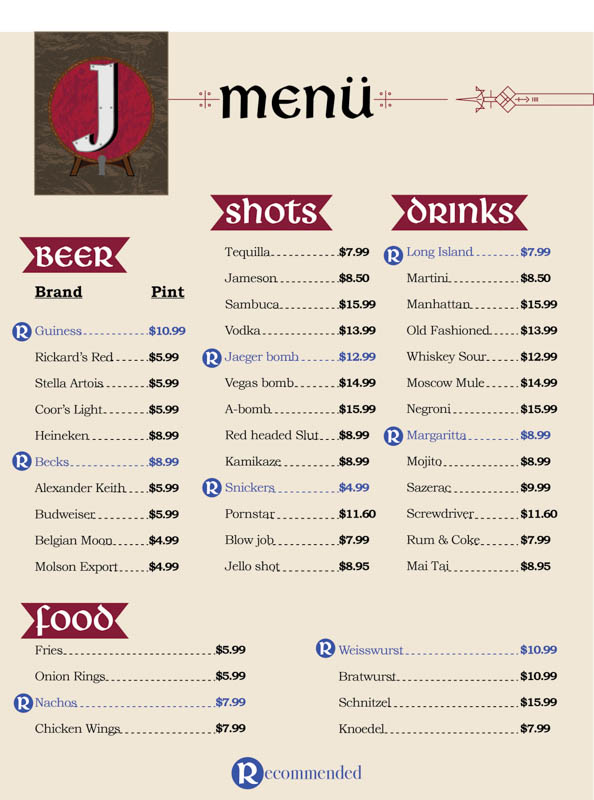 J
menü
BEER
Brand Pint
R Guiness $10.99
Rickard's Red $5.99
Stella Artois $5.99
Coor's Light $5.99
Heineken $8.99
R Becks $8.99
Alexander Keith $5.99
Budweiser $5.99
Belgian Moon $4.99
Molson Export $4.99
shots
Tequilla $7.99
Jameson $8.50
Sambuca $15.99
Vodka $13.99
R Jaeger bomb $12.99
Vegas bomb $14.99
A-bomb $15.99
Red headed Slut $8.99
Kamikaze $8.99
R Snickers $4.99
Pornstar $11.60
Blow job $7.99
Jello shot $8.95
drinks
R Long Island $7.99
Martini $8.50
Manhattan $15.99
Old Fashioned $13.99
Whiskey Sour $12.99
Moscow Mule $14.99
Negroni $15.99
R Margaritta $8.99
Mojito $8.99
Sazerac $9.99
Screwdriver $11.60
Rum & Coke $7.99
Mai Tai $8.95
food
Fries $5.99
Onion Rings $5.99
R Nachos $7.99
Chicken Wings $7.99
R Weisswurst $10.99
Bratwurst $10.99
Schnitzel $15.99
Knoedel $7.99
Recommended